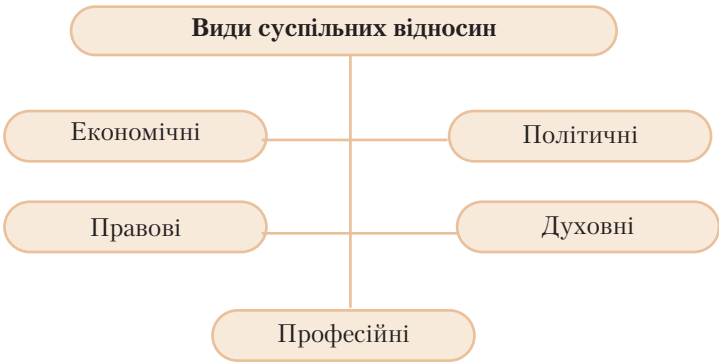 Види суспільних відносин
Економічні
Політичні
Правові
Духовні
Професійні